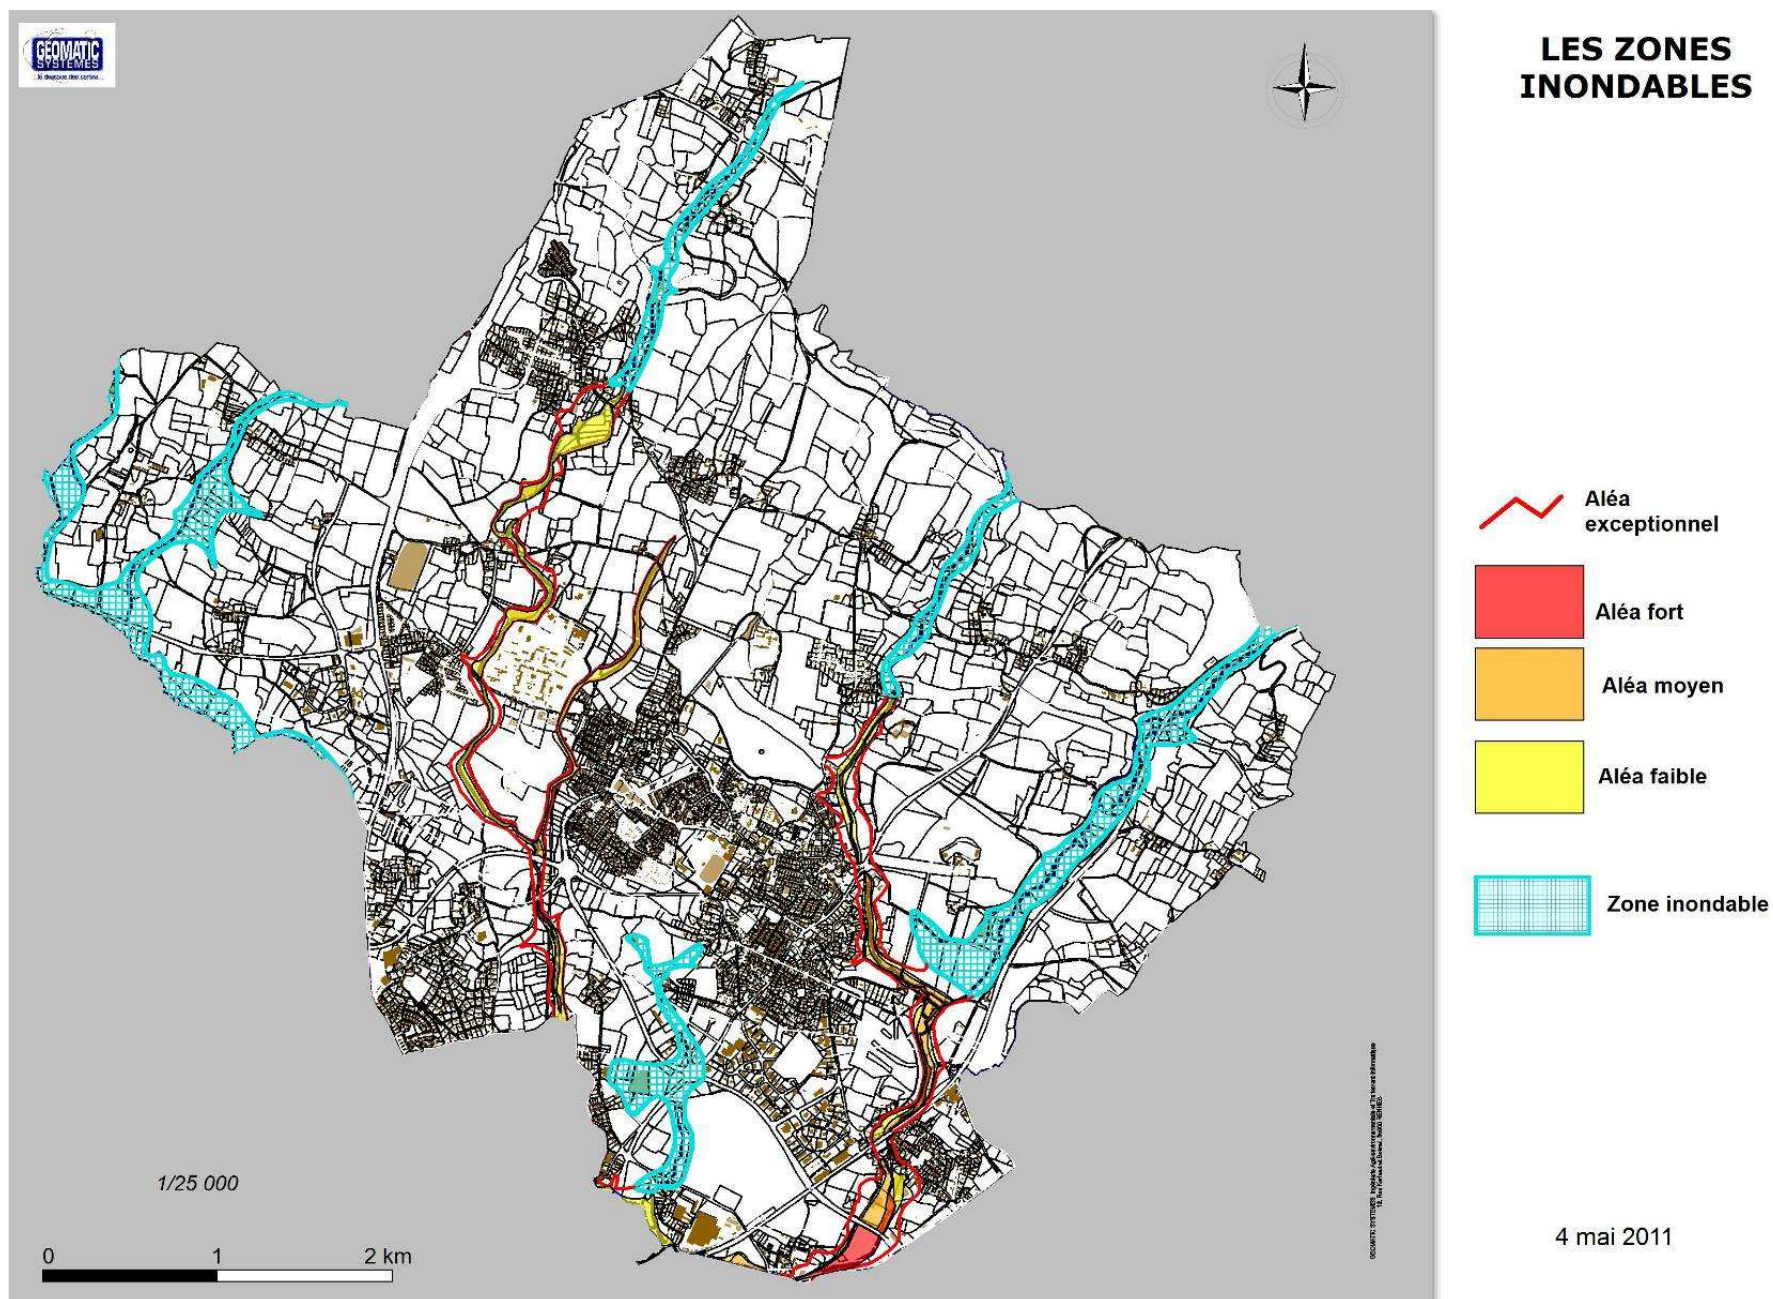 GEOMATIC
SYSTEMES
LES ZONES
INONDABLES
Aléa
exceptionnel
Aléa fort
Aléa moyen
Aléa faible
Zone inondable
1/25 000
0 1 2 km
4 mai 2011